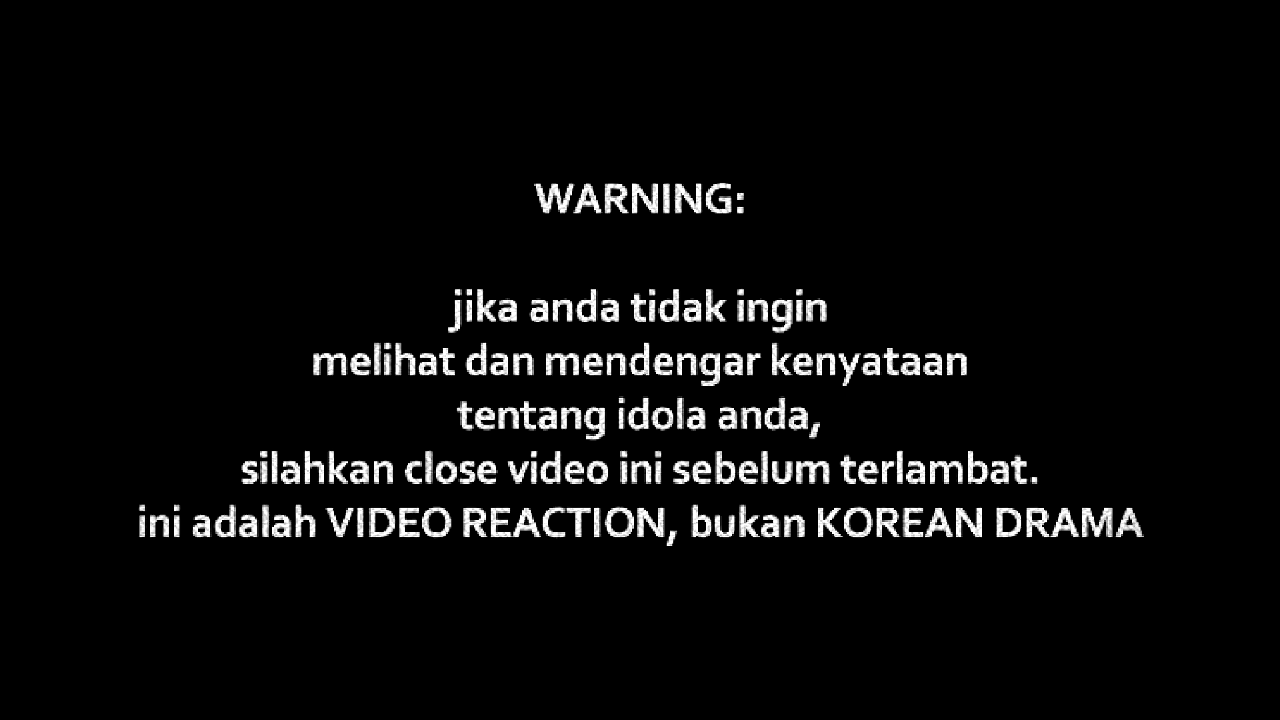 WARNING:
jika anda tidak ingin
melihat dan mendengar kenyataan
tentang idola anda,
silahkan close video ini sebelum terlambat.
ini adalah VIDEO REACTION, bukan KOREAN DRAMA